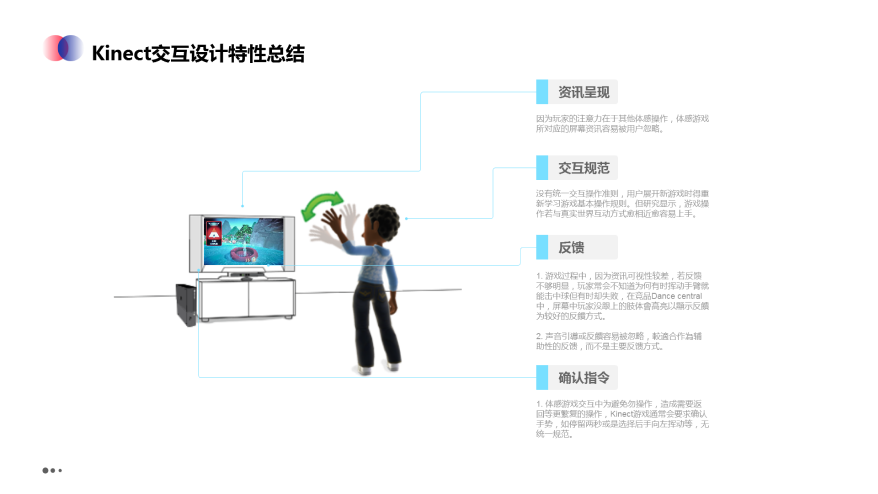 Kinect交互设计特性总结
资讯呈现
因为玩家的注意力在于其他体感操作，体感游戏
所对应的屏幕资讯容易被用户忽略。
交互规范
没有统一交互操作准则，用户展开新游戏时得重
新学习游戏基本操作规则。但研究显示，游戏操
作若与真实世界互动方式愈相近愈容易上手。
反馈
1. 游戏过程中，因为资讯可视性较差，若反馈
不够明显，玩家常会不知道为何有时挥动手臂就
能击中球但有时却失败，在竞品Dance central
中，屏幕中玩家没跟上的肢体會高亮以顯示反饋
为较好的反饋方式。
2. 声音引導或反饋容易被忽略，較適合作為辅
助性的反馈，而不是主要反馈方式。
确认指令
1. 体感游戏交互中为避免勿操作，造成需要返
回等更繁复的操作，Kinect游戏通常会要求确认
手势，如停留两秒或是选择后手向左挥动等，无
统一规范。